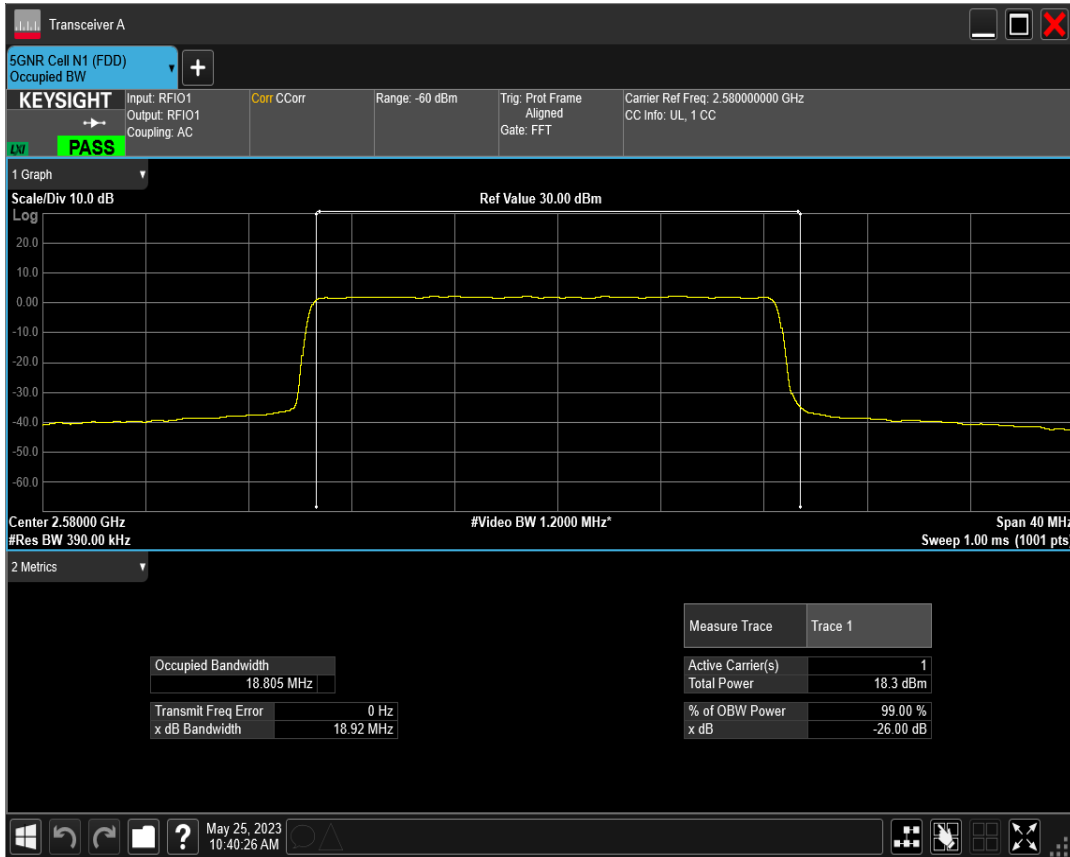 Transceiver A
5GNR Cell N1 (FDD)
Occupied BW
+
KEYSIGHT
LXI
PASS
Input: RFIO1
Output: RFIO1
Coupling: AC
Corr CCorr
Range: -60 dBm
Trig: Prot Frame
Aligned
Gate: FFT
Carrier Ref Freq: 2.580000000 GHz
CC Info: UL, 1 CC
1 Graph
Scale/Div 10.0 dB
Ref Value 30.00 dBm
Log
20.0
10.0
0.00
-10.0
-20.0
-30.0
-40.0
-50.0
-60.0
Center 2.58000 GHz
#Video BW 1.2000 MHz*
Span 40 MHz
#Res BW 390.00 kHz
Sweep 1.00 ms (1001 pts)
2 Metrics
Measure Trace Trace 1
Occupied Bandwidth
18.805 MHz
Active Carrier(s) 1
Total Power 18.3 dBm
Transmit Freq Error 0 Hz
x dB Bandwidth 18.92 MHz
% of OBW Power 99.00 %
x dB -26.00 dB
?
May 25, 2023
10:40:26 AM